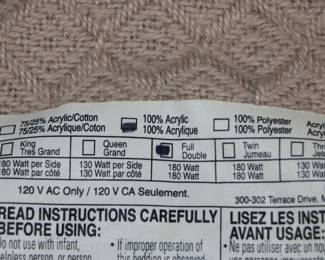 75/25% Acrylic/Cotton 100% Acrylic 100% Polyester
75/25% Acrylique/Coton 100% Acrylique 100% Polyester
King Queen Full Twin
Tres Grand Grand Double Jumeau
180 Watt per Side 130 Watt per Side 180 Watt 130 Watt
180 Watt par côté 130 Watt par côté 180 Watt 130 Watt
120 V AC Only / 120 V CA Seulement.
300-302 Terrace Drive,
READ INSTRUCTIONS CAREFULLY LISEZ LES
BEFORE USING: AVANT USAGE:
Do not use with infant, • If improper operation of • Ne pas utiliser avec un